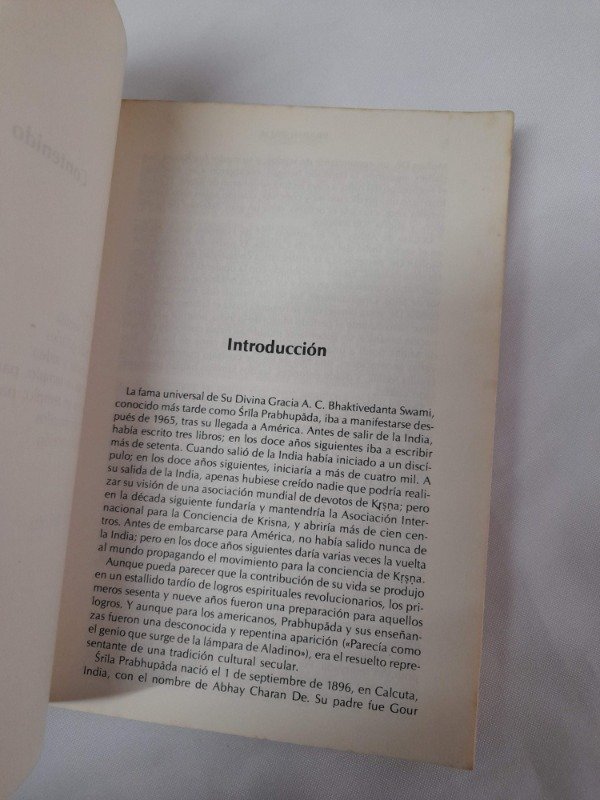 Contenido
Introducción
La fama universal de Su Divina Gracia A. C. Bhaktivedanta Swami,
conocido más tarde como Śrīla Prabhupāda, iba a manifestarse des-
pués de 1965, tras su llegada a América. Antes de salir de la India,
había escrito tres libros; en los doce años siguientes iba a escribir
más de setenta. Cuando salió de la India había iniciado a un discí-
pulo; en los doce años siguientes, iniciaría a más de cuatro mil. A
su salida de la India, apenas hubiese creído nadie que podría reali-
zar su visión de una asociación mundial de devotos de Kṛṣṇa; pero
en la década siguiente fundaría y mantendría la Asociación Inter-
nacional para la Conciencia de Krisna, y abriría más de cien cen-
tros. Antes de embarcarse para América, no había salido nunca de
la India; pero en los doce años siguientes daría varias veces la vuelta
al mundo propagando el movimiento para la conciencia de Kṛṣṇa.
Aunque pueda parecer que la contribución de su vida se produjo
en un estallido tardío de logros espirituales revolucionarios, los pri-
meros sesenta y nueve años fueron una preparación para aquellos
logros. Y aunque para los americanos, Prabhupāda y sus enseñan-
zas fueron una desconocida y repentina aparición («Parecía como
el genio que surge de la lámpara de Aladino»), era el resuelto repre-
sentante de una tradición cultural secular.
Śrīla Prabhupāda nació el 1 de septiembre de 1896, en Calcuta,
India, con el nombre de Abhay Charan De. Su padre fue Gour